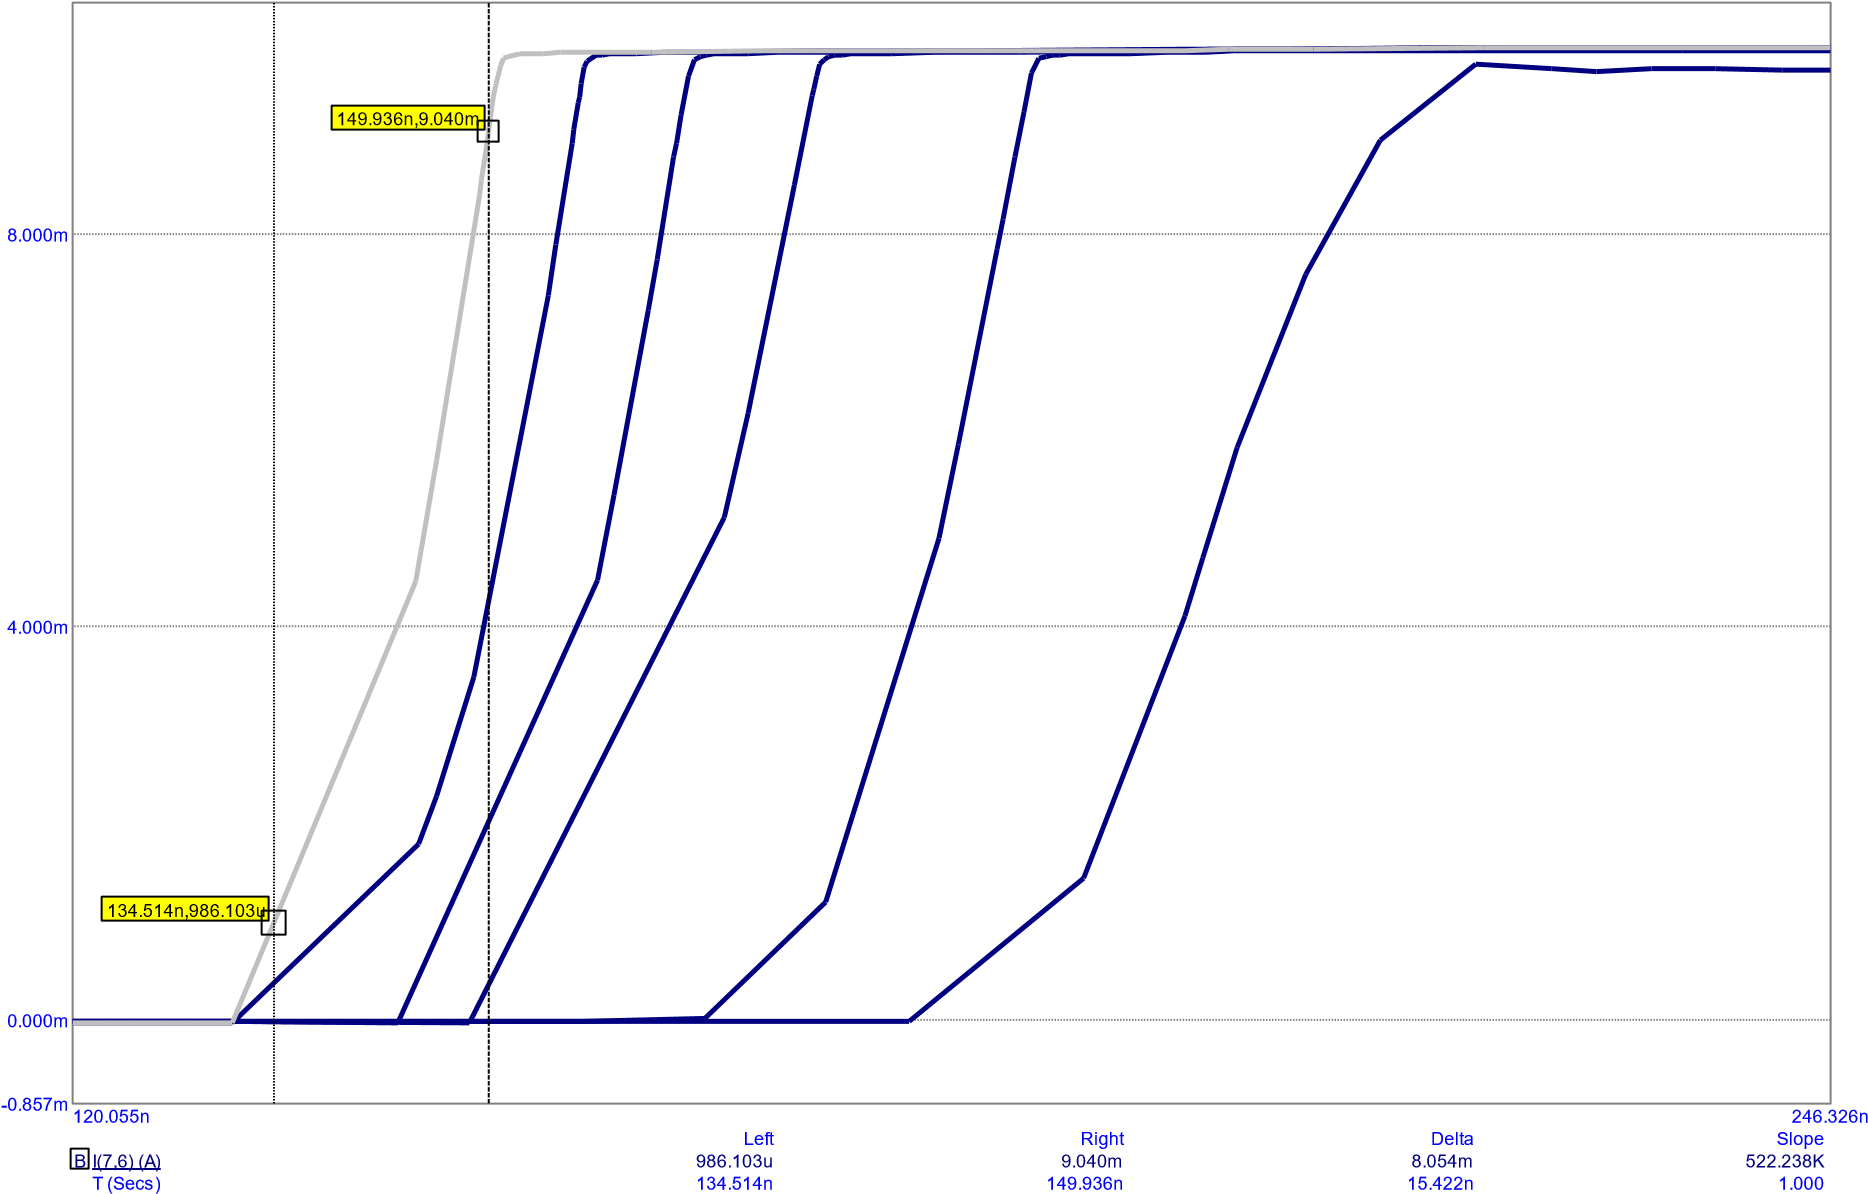 149.936n,9.040m
8.000m
4.000m
134.514n,986.103u
0.000m
-0.857m
120.055n 246.326n
Left Right Delta Slope
B I(7,6) (A) 986.103u 9.040m 8.054m 522.238K
T (Secs) 134.514n 149.936n 15.422n 1.000